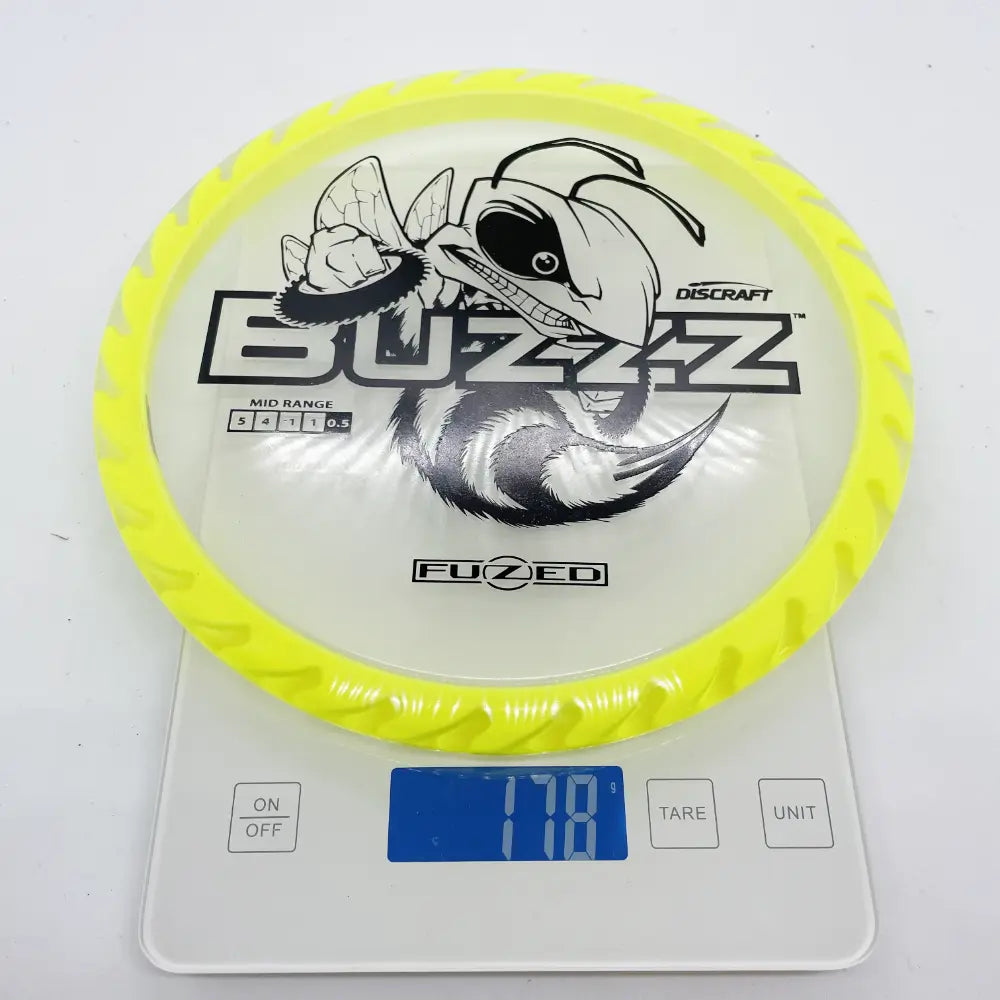 DISCRAFT
BUZZZ™
MID RANGE
5 4 -1 1 0.5
FUZED
178 g
ON
OFF
TARE
UNIT